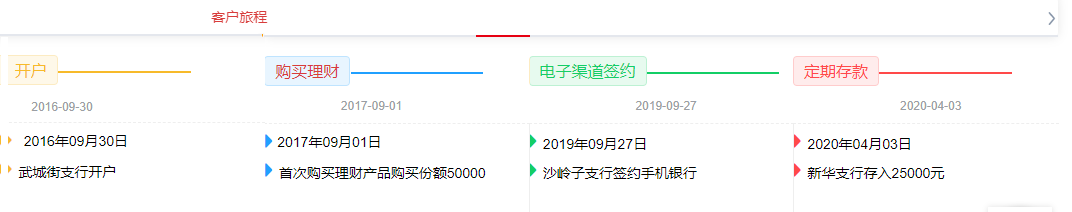 客户旅程
开户
购买理财
电子渠道签约
定期存款
2016-09-30
2017-09-01
2019-09-27
2020-04-03
2016年09月30日
2017年09月01日
2019年09月27日
2020年04月03日
武城街支行开户
首次购买理财产品购买份额50000
沙岭子支行签约手机银行
新华支行存入25000元